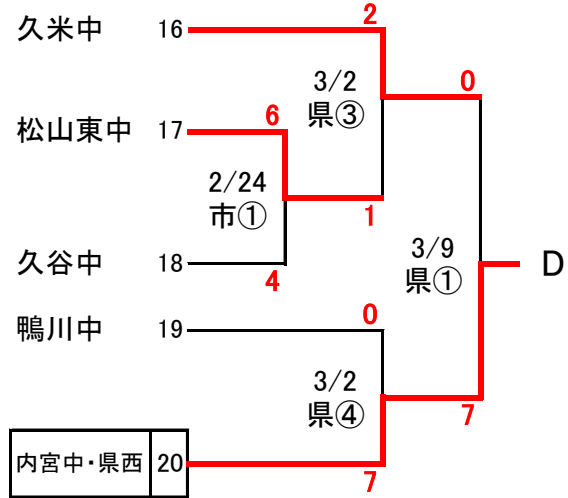 久米中 16
2
0
3/2
県③
松山東中 17
6
2/24
市①
1
3/9
県①
D
久谷中 18
4
鴨川中 19
0
3/2
県④
7
内宮中・県西 20
7